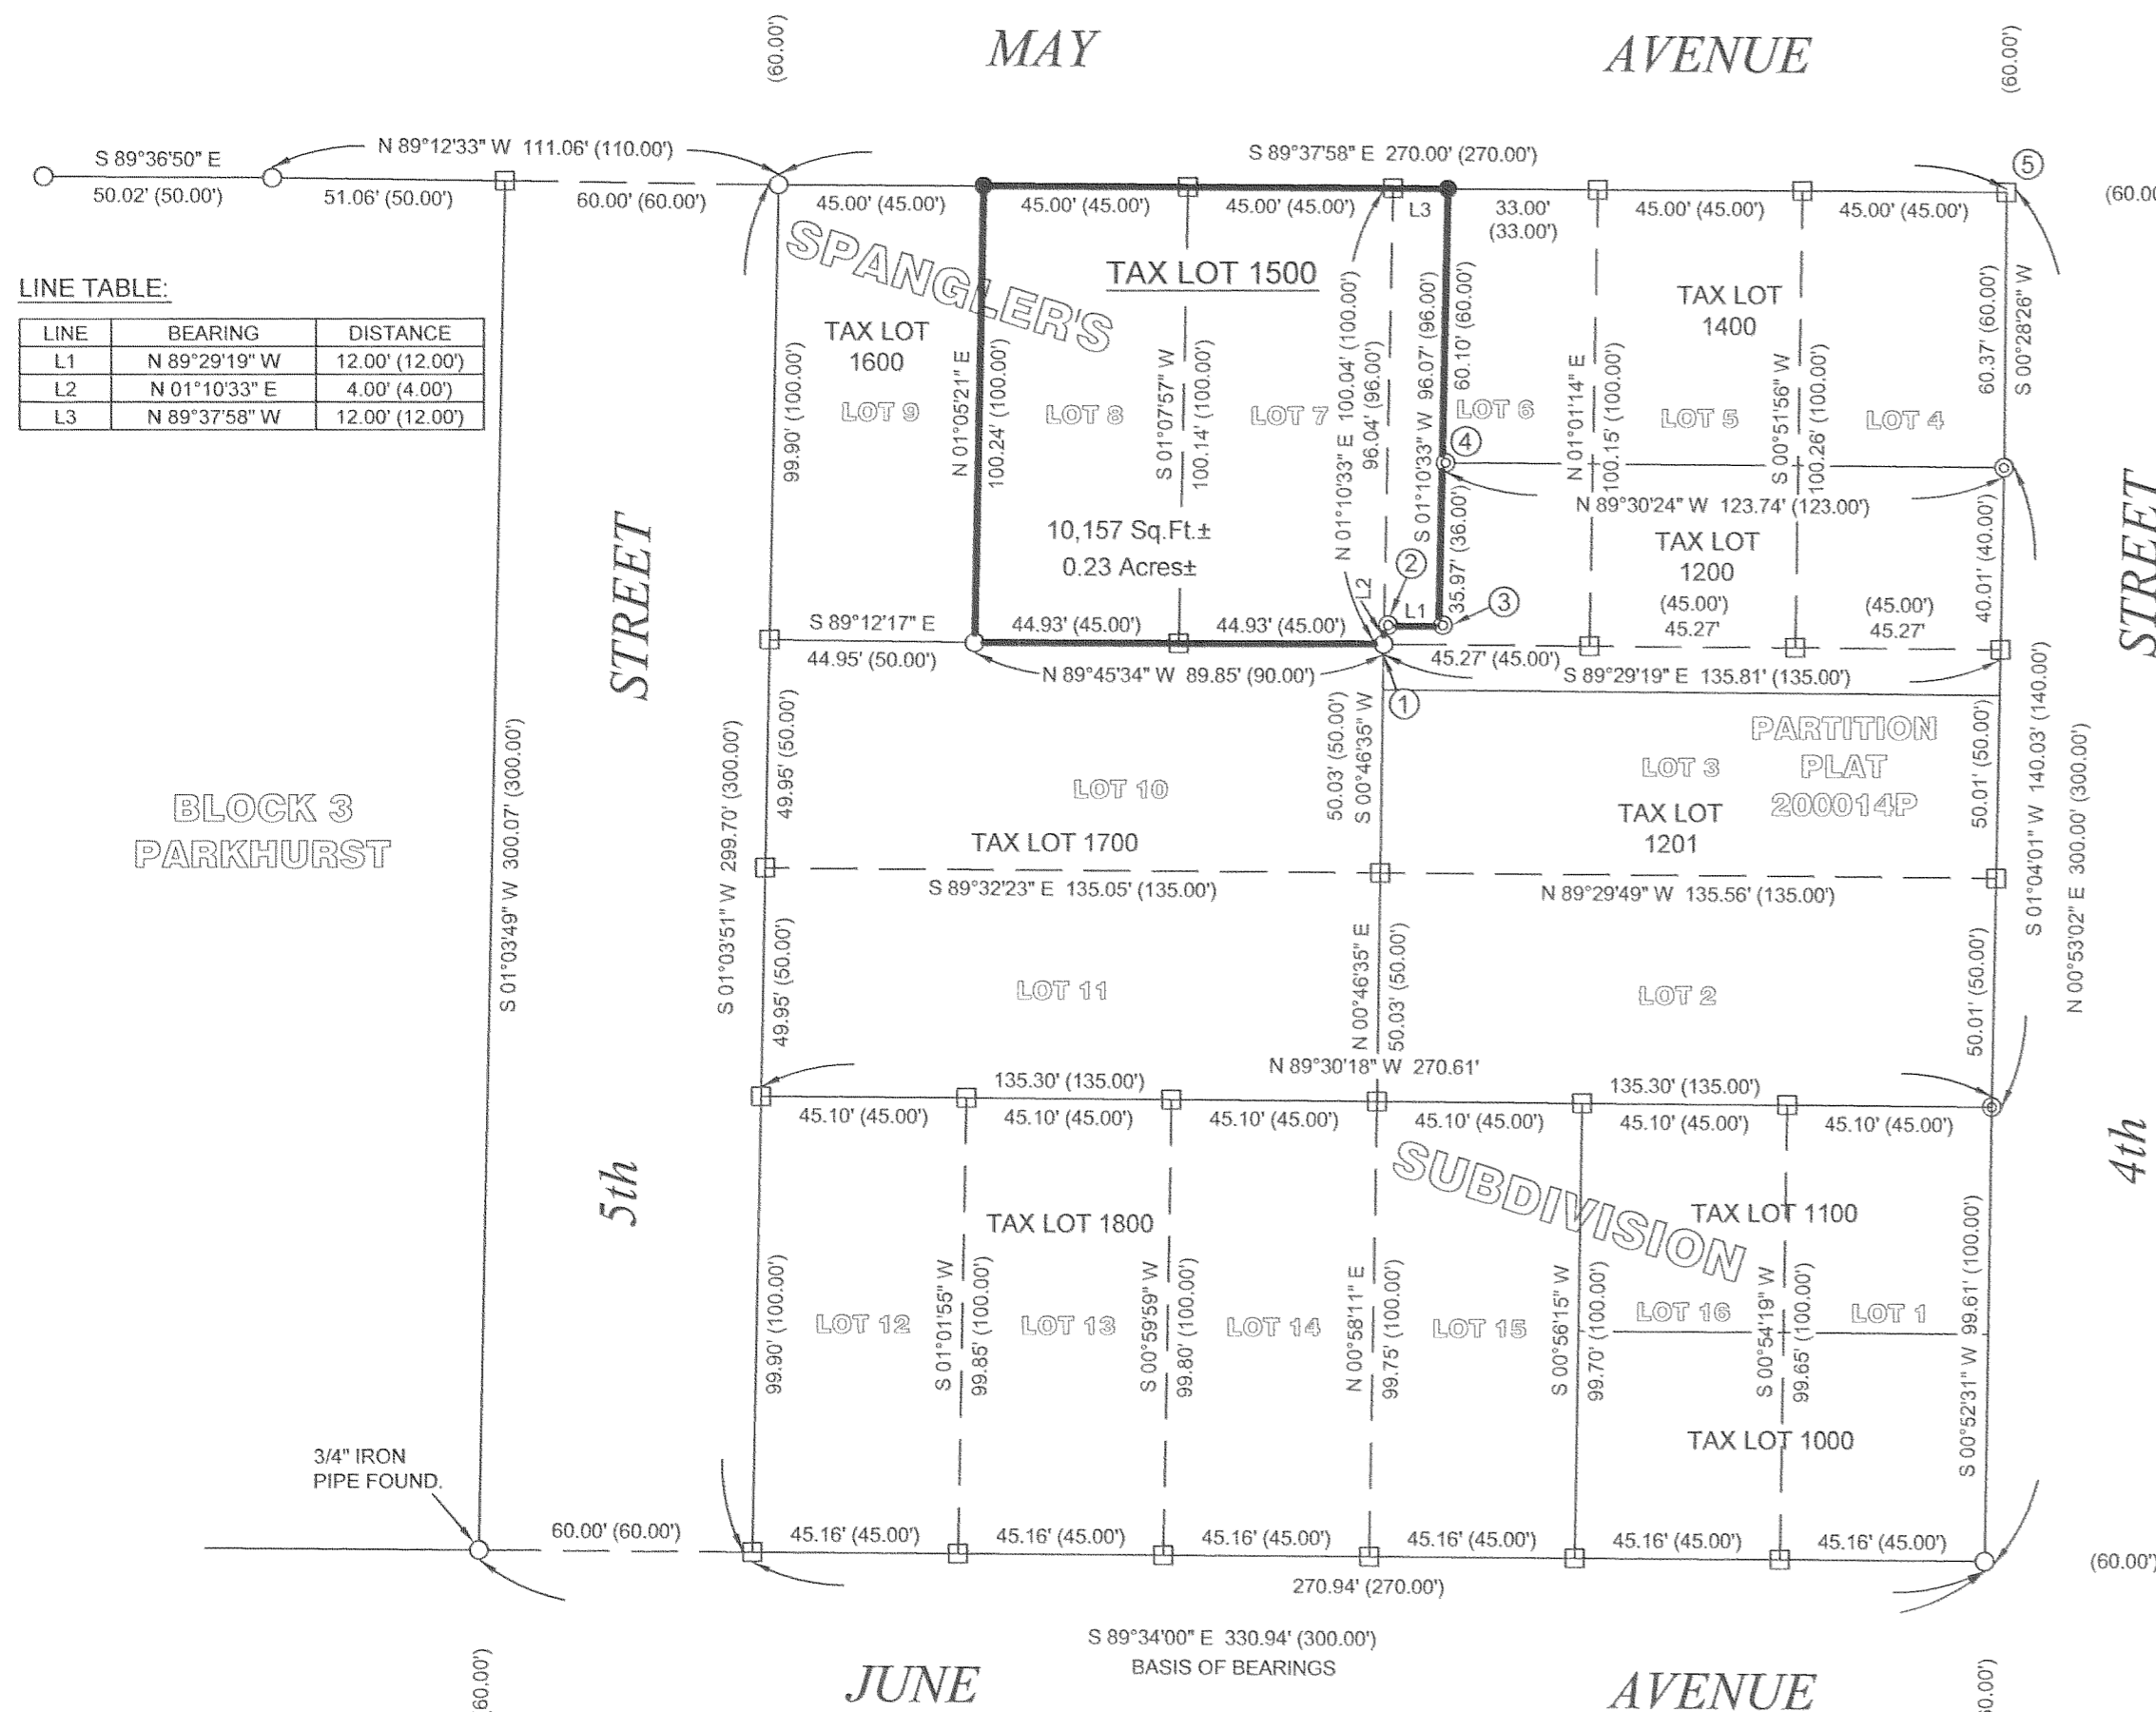 MAY AVENUE
(60.00')
(60.00')
S 89°36'50" E
50.02' (50.00')
N 89°12'33" W 111.06' (110.00')
51.06' (50.00')
60.00' (60.00')
S 89°37'58" E 270.00' (270.00')
45.00' (45.00')
45.00' (45.00')
45.00' (45.00')
L3
33.00'
(33.00')
45.00' (45.00')
45.00' (45.00')
5
LINE TABLE:
LINE BEARING DISTANCE
L1 N 89°29'19" W 12.00' (12.00')
L2 N 01°10'33" E 4.00' (4.00')
L3 N 89°37'58" W 12.00' (12.00')
SPANGLER'S
TAX LOT 1500
TAX LOT
1600
LOT 9
LOT 8
LOT 7
LOT 6
LOT 5
LOT 4
TAX LOT
1400
99.90' (100.00')
N 01°05'21" E
100.24' (100.00')
S 01°07'57" W
100.14' (100.00')
N 01°10'33" E 100.04' (100.00')
96.04' (96.00')
S 01°10'33" W 96.07' (96.00')
60.10' (60.00')
N 01°01'14" E
100.15' (100.00')
S 00°51'56" W
100.26' (100.00')
60.37' (60.00')
S 00°28'26" W
4
N 89°30'24" W 123.74' (123.00')
10,157 Sq.Ft.±
0.23 Acres±
TAX LOT
1200
35.97' (36.00')
40.01' (40.00')
2
3
L2
L1
(45.00')
45.27'
(45.00')
45.27'
S 89°12'17" E
44.95' (50.00')
44.93' (45.00')
44.93' (45.00')
N 89°45'34" W 89.85' (90.00')
45.27' (45.00')
S 89°29'19" E 135.81' (135.00')
1
STREET
STREET
BLOCK 3
PARKHURST
S 01°03'49" W 300.07' (300.00')
S 01°03'51" W 299.70' (300.00')
49.95' (50.00')
LOT 10
TAX LOT 1700
S 89°32'23" E 135.05' (135.00')
50.03' (50.00')
S 00°46'35" W
PARTITION
PLAT
200014P
LOT 3
TAX LOT
1201
N 89°29'49" W 135.56' (135.00')
50.01' (50.00')
S 01°04'01" W 140.03' (140.00')
N 00°53'02" E 300.00' (300.00')
49.95' (50.00')
LOT 11
N 00°46'35" E
50.03' (50.00')
LOT 2
50.01' (50.00')
N 89°30'18" W 270.61'
135.30' (135.00')
135.30' (135.00')
45.10' (45.00')
45.10' (45.00')
45.10' (45.00')
45.10' (45.00')
45.10' (45.00')
45.10' (45.00')
5th
4th
SUBDIVISION
TAX LOT 1800
TAX LOT 1100
99.90' (100.00')
LOT 12
S 01°01'55" W
99.85' (100.00')
LOT 13
S 00°59'59" W
99.80' (100.00')
LOT 14
N 00°58'11" E
99.75' (100.00')
LOT 15
S 00°56'15" W
99.70' (100.00')
LOT 16
S 00°54'19" W
99.65' (100.00')
LOT 1
S 00°52'31" W 99.61' (100.00')
TAX LOT 1000
3/4" IRON
PIPE FOUND.
60.00' (60.00')
45.16' (45.00')
45.16' (45.00')
45.16' (45.00')
45.16' (45.00')
45.16' (45.00')
45.16' (45.00')
(60.00')
270.94' (270.00')
S 89°34'00" E 330.94' (300.00')
BASIS OF BEARINGS
JUNE AVENUE